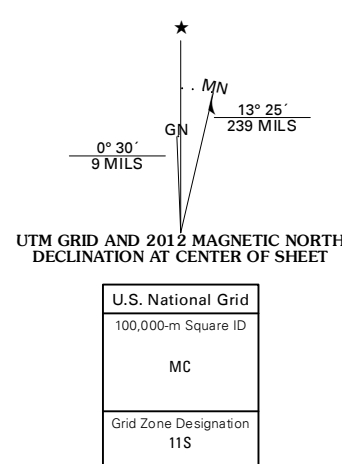 ★
MN
13° 25´
239 MILS
GN
0° 30´
9 MILS
UTM GRID AND 2012 MAGNETIC NORTH
DECLINATION AT CENTER OF SHEET
U.S. National Grid
100,000-m Square ID
MC
Grid Zone Designation
11S